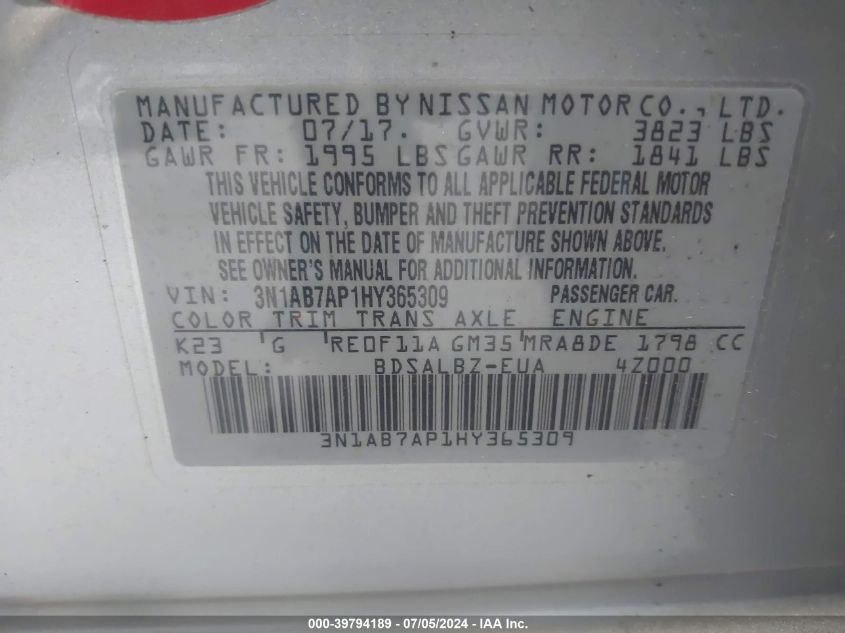 MANUFACTURED BY NISSAN MOTOR CO., LTD.
DATE: 07/17. GVWR: 3823 LBS
GAWR FR: 1995 LBS GAWR RR: 1841 LBS
THIS VEHICLE CONFORMS TO ALL APPLICABLE FEDERAL MOTOR
VEHICLE SAFETY, BUMPER AND THEFT PREVENTION STANDARDS
IN EFFECT ON THE DATE OF MANUFACTURE SHOWN ABOVE.
SEE OWNER'S MANUAL FOR ADDITIONAL INFORMATION.
VIN: 3N1AB7AP1HY365309 PASSENGER CAR.
COLOR TRIM TRANS AXLE ENGINE
K23 'G 'RE0F11A GM35 'MRA8DE 1798 CC
MODEL: BDSALBZ-EUA 4Z000
3N1AB7AP1HY365309
000-39794189 - 07/05/2024 - IAA Inc.